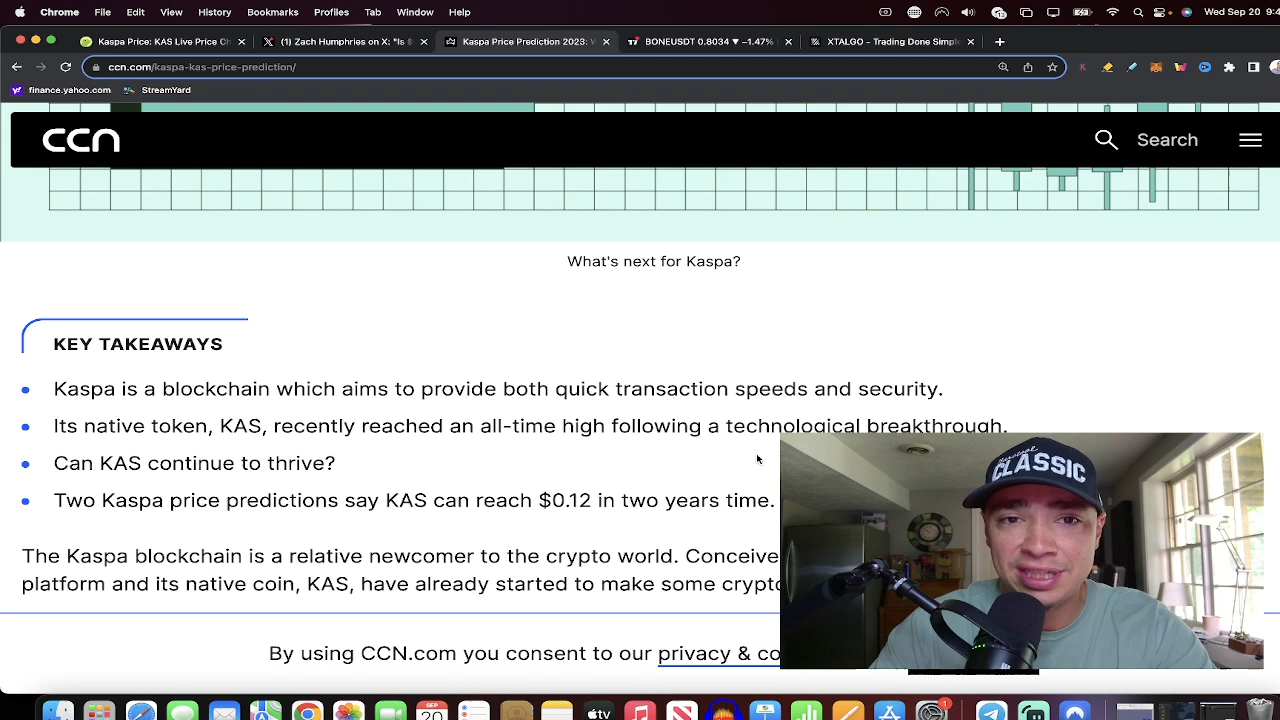 Chrome File Edit View History Bookmarks Profiles Tab Window Help Wed Sep 20 9:4
Kaspa Price: KAS Live Price Ch (1) Zach Humphries on X: "Is S Kaspa Price Prediction 2023: W BONEUSDT 0.8034 ▼ −1.47% XTALGO - Trading Done Simple
ccn.com/kaspa-kas-price-prediction/
finance.yahoo.com StreamYard
ccn Search
What's next for Kaspa?
KEY TAKEAWAYS
Kaspa is a blockchain which aims to provide both quick transaction speeds and security.
Its native token, KAS, recently reached an all-time high following a technological breakthrough.
Can KAS continue to thrive?
Two Kaspa price predictions say KAS can reach $0.12 in two years time.
CLASSIC
The Kaspa blockchain is a relative newcomer to the crypto world. Conceive
platform and its native coin, KAS, have already started to make some crypto
By using CCN.com you consent to our privacy & co
SEP
20
tv
1